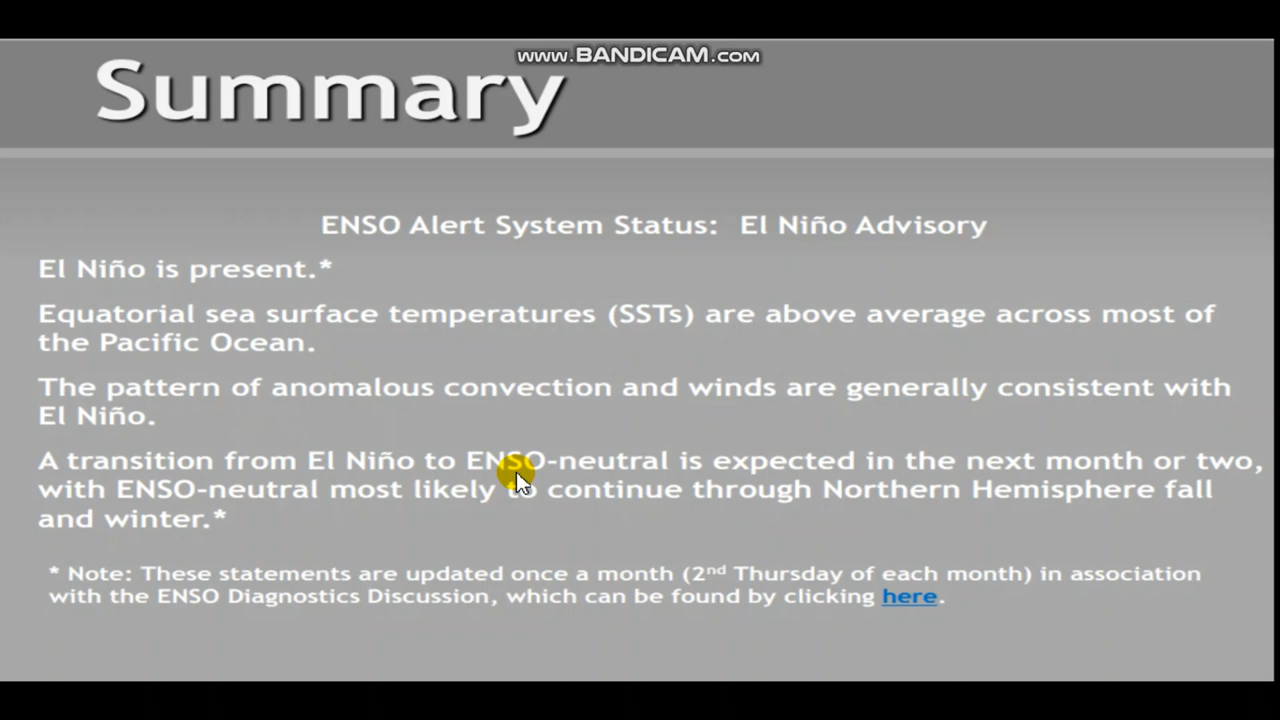 www.BANDICAM.com
Summary
ENSO Alert System Status: El Niño Advisory
El Niño is present.*
Equatorial sea surface temperatures (SSTs) are above average across most of
the Pacific Ocean.
The pattern of anomalous convection and winds are generally consistent with
El Niño.
A transition from El Niño to ENSO-neutral is expected in the next month or two,
with ENSO-neutral most likely to continue through Northern Hemisphere fall
and winter.*
* Note: These statements are updated once a month (2nd Thursday of each month) in association
with the ENSO Diagnostics Discussion, which can be found by clicking here.